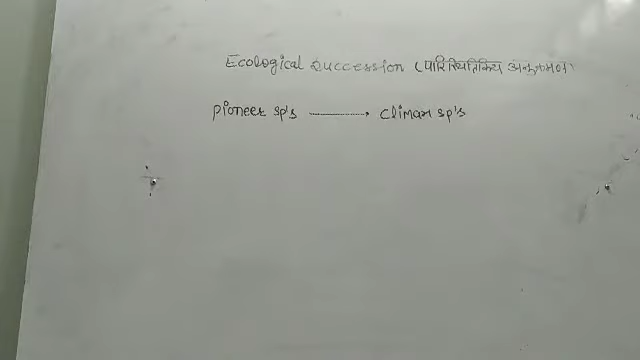 Ecological succession (पारिस्थितिकिय अनुक्रमण)
pioneer sp's ----------→ climax sp's